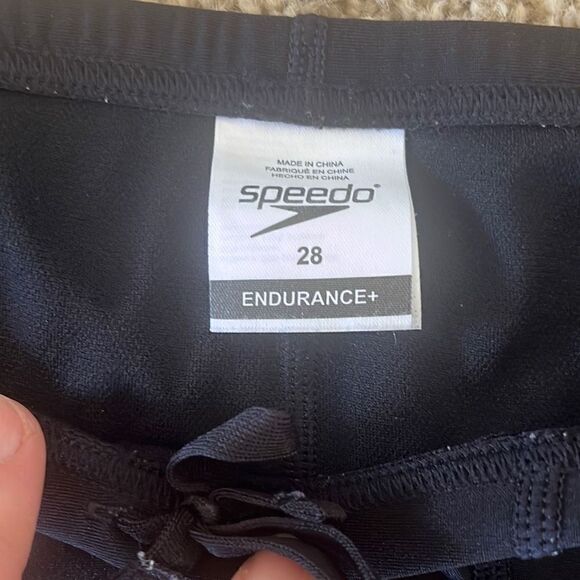 MADE IN CHINA
FABRIQUÉ EN CHINE
HECHO EN CHINA
speedo®
28
ENDURANCE+